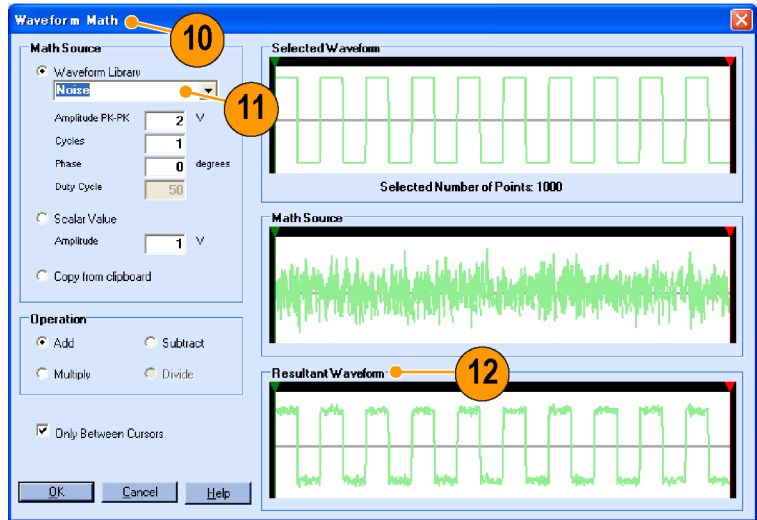 Waveform Math
10
Math Source
Waveform Library
Noise
11
Amplitude PK-PK 2 V
Cycles 1
Phase 0 degrees
Duty Cycle 50
Scalar Value
Amplitude 1 V
Copy from clipboard
Operation
Add Subtract
Multiply Divide
Only Between Cursors
OK Cancel Help
Selected Waveform
Selected Number of Points: 1000
Math Source
Resultant Waveform
12